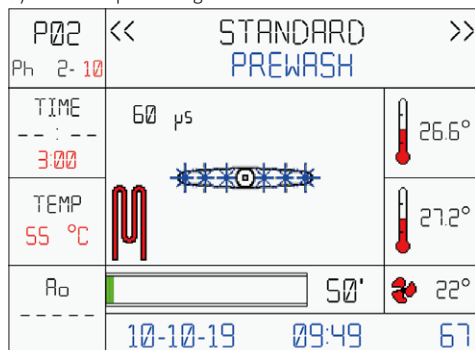 P02 << STANDARD >>
Ph 2- 10 PREWASH
TIME
-- : --
3:00
60 µs
26.6°
TEMP
55 °C
27.2°
A0
-----
50'
22°
10-10-19 09:49 67